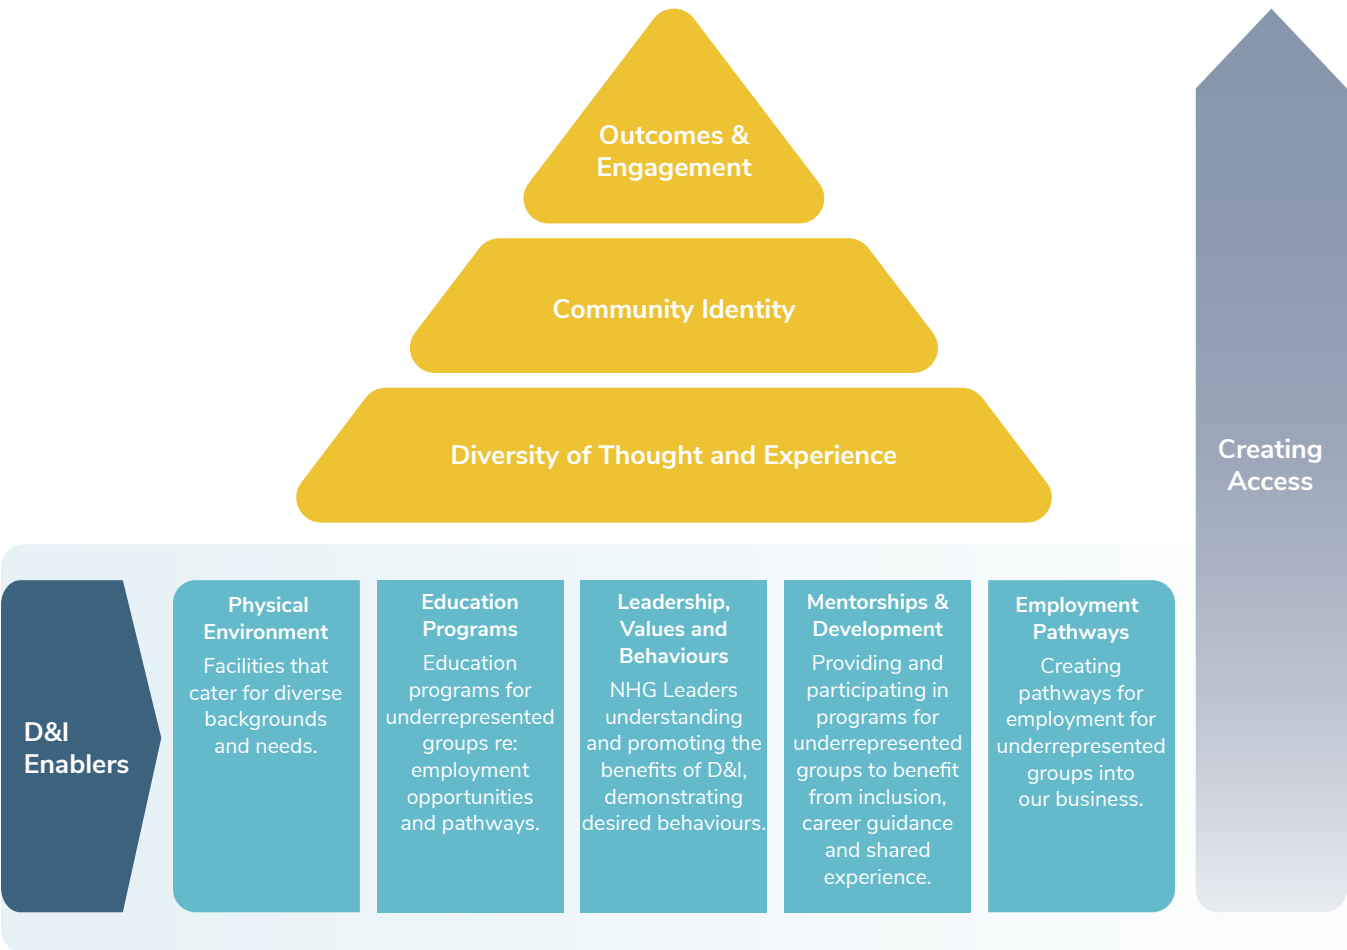 Outcomes &
Engagement
Community Identity
Diversity of Thought and Experience
Creating
Access
D&I
Enablers
Physical
Environment
Facilities that
cater for diverse
backgrounds
and needs.
Education
Programs
Education
programs for
underrepresented
groups re:
employment
opportunities
and pathways.
Leadership,
Values and
Behaviours
NHG Leaders
understanding
and promoting the
benefits of D&I,
demonstrating
desired behaviours.
Mentorships &
Development
Providing and
participating in
programs for
underrepresented
groups to benefit
from inclusion,
career guidance
and shared
experience.
Employment
Pathways
Creating
pathways for
employment for
underrepresented
groups into
our business.